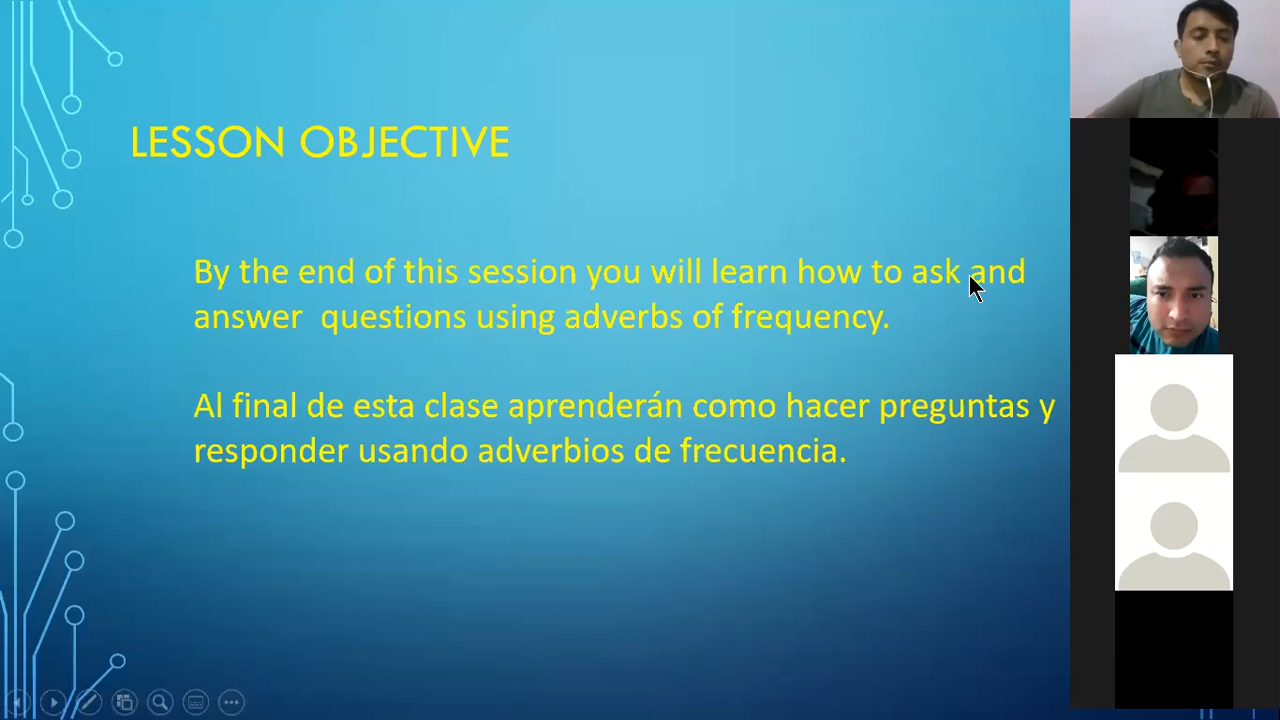 LESSON OBJECTIVE
By the end of this session you will learn how to ask and
answer  questions using adverbs of frequency.
Al final de esta clase aprenderán como hacer preguntas y
responder usando adverbios de frecuencia.